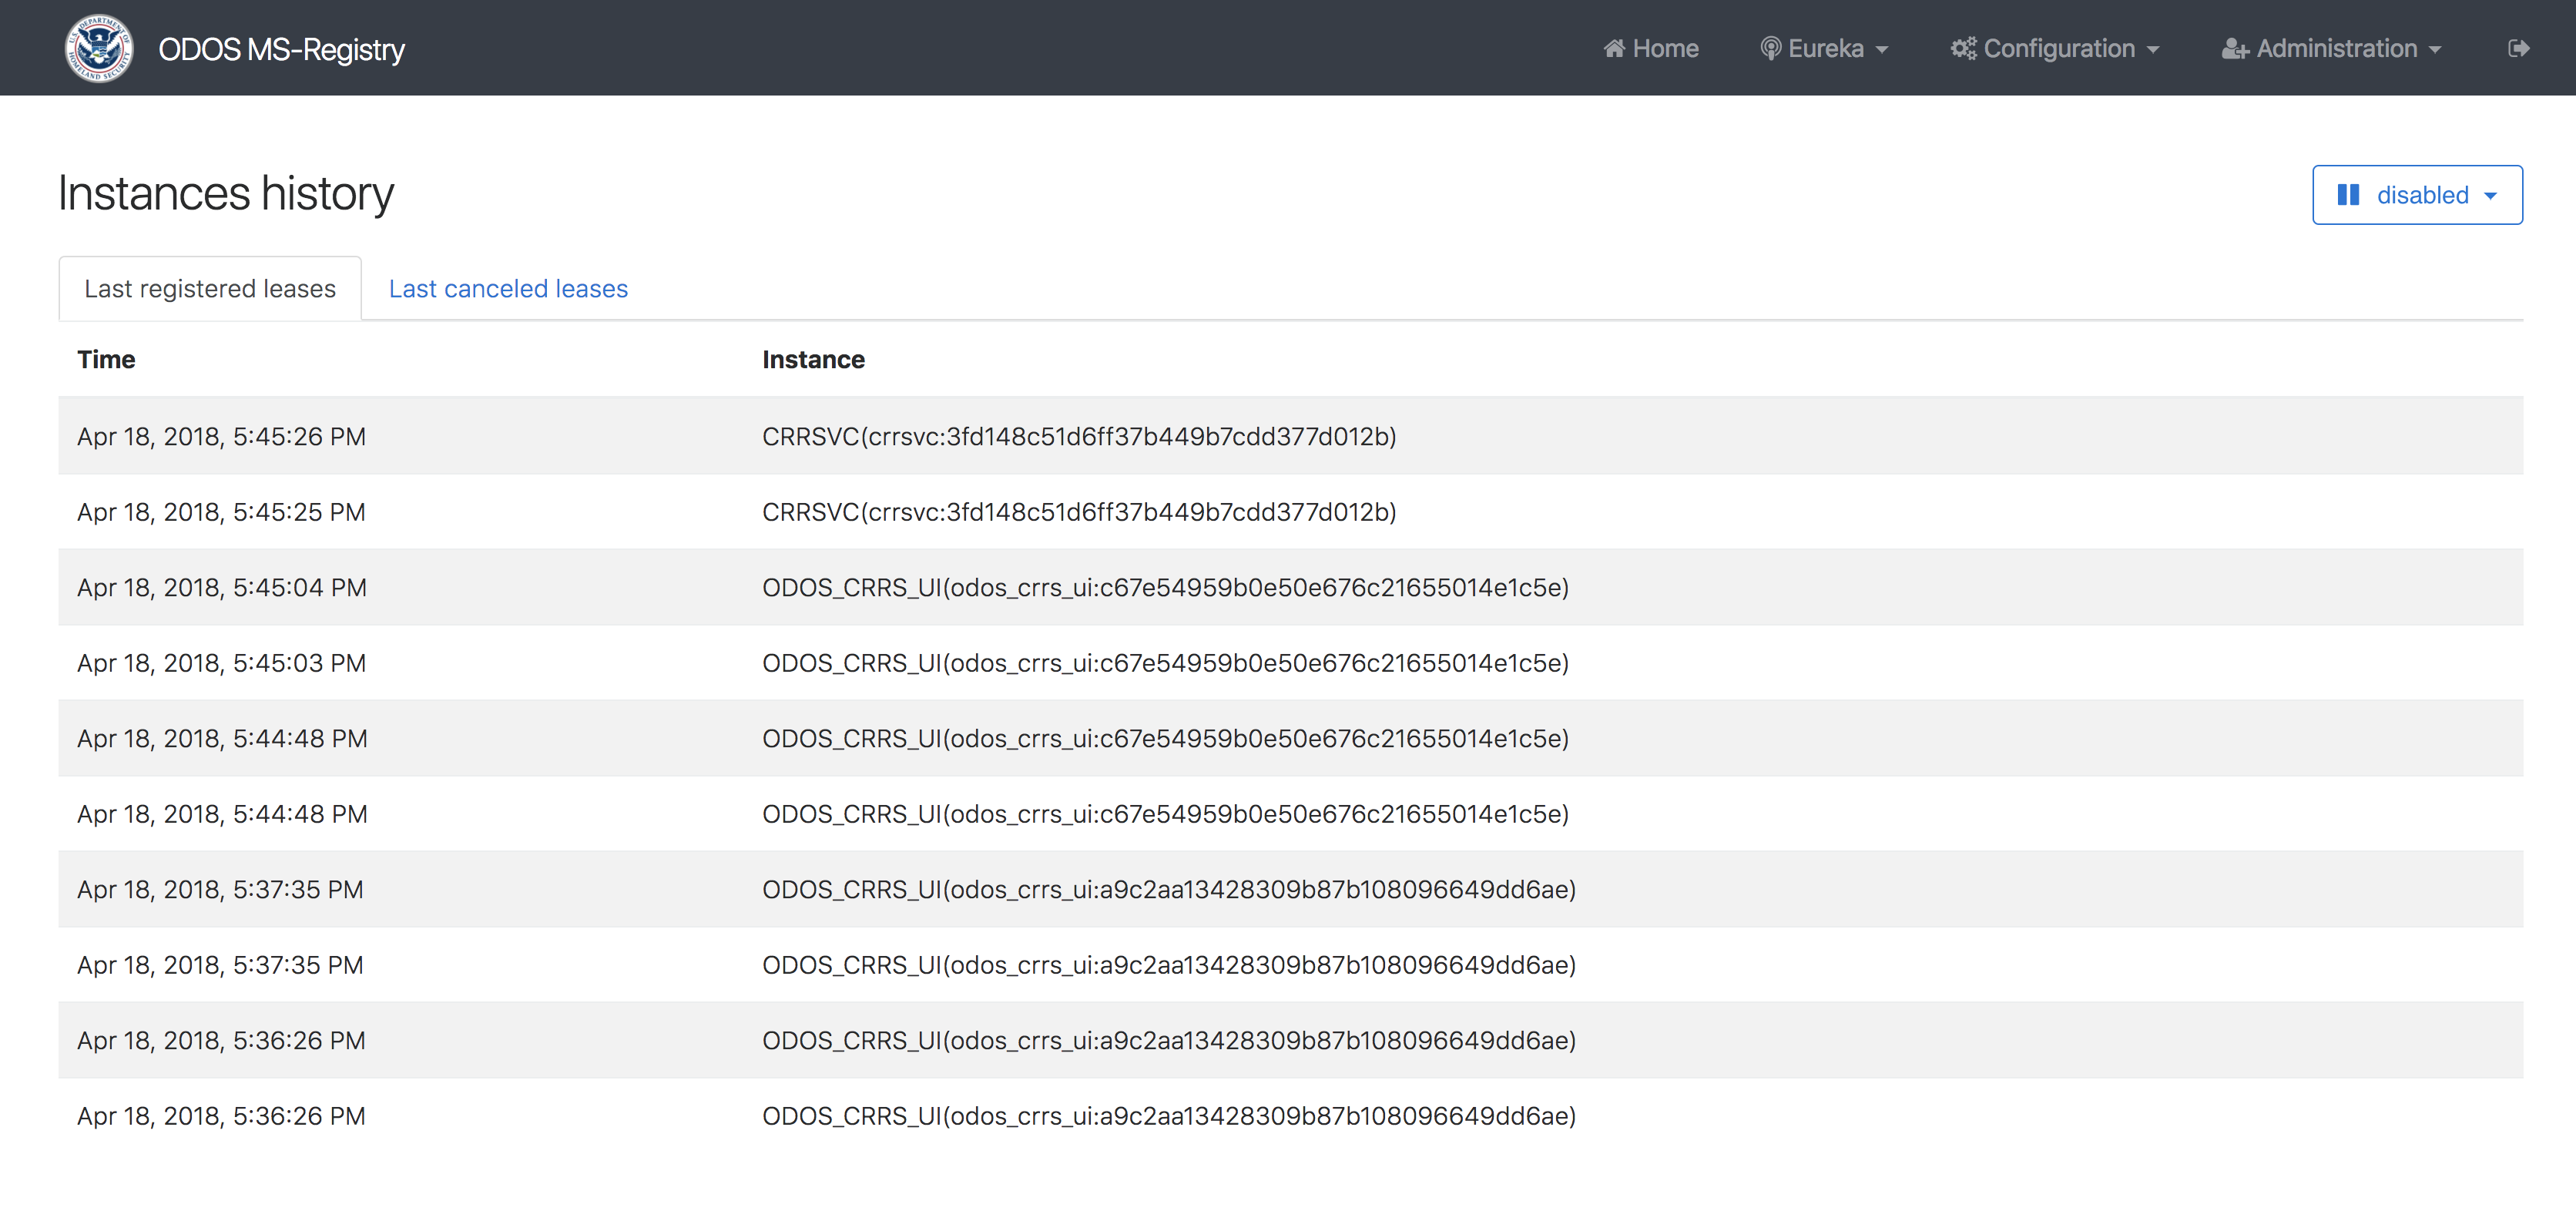 U.S. DEPARTMENT OF HOMELAND SECURITY
ODOS MS-Registry
Home Eureka Configuration Administration
Instances history
disabled
Last registered leases Last canceled leases
Time Instance
Apr 18, 2018, 5:45:26 PM CRRSVC(crrsvc:3fd148c51d6ff37b449b7cdd377d012b)
Apr 18, 2018, 5:45:25 PM CRRSVC(crrsvc:3fd148c51d6ff37b449b7cdd377d012b)
Apr 18, 2018, 5:45:04 PM ODOS_CRRS_UI(odos_crrs_ui:c67e54959b0e50e676c21655014e1c5e)
Apr 18, 2018, 5:45:03 PM ODOS_CRRS_UI(odos_crrs_ui:c67e54959b0e50e676c21655014e1c5e)
Apr 18, 2018, 5:44:48 PM ODOS_CRRS_UI(odos_crrs_ui:c67e54959b0e50e676c21655014e1c5e)
Apr 18, 2018, 5:44:48 PM ODOS_CRRS_UI(odos_crrs_ui:c67e54959b0e50e676c21655014e1c5e)
Apr 18, 2018, 5:37:35 PM ODOS_CRRS_UI(odos_crrs_ui:a9c2aa13428309b87b108096649dd6ae)
Apr 18, 2018, 5:37:35 PM ODOS_CRRS_UI(odos_crrs_ui:a9c2aa13428309b87b108096649dd6ae)
Apr 18, 2018, 5:36:26 PM ODOS_CRRS_UI(odos_crrs_ui:a9c2aa13428309b87b108096649dd6ae)
Apr 18, 2018, 5:36:26 PM ODOS_CRRS_UI(odos_crrs_ui:a9c2aa13428309b87b108096649dd6ae)